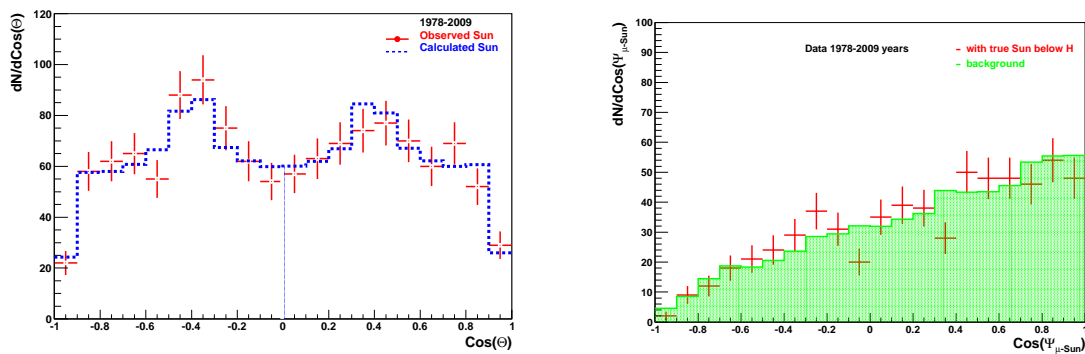 1978-2009
Observed Sun
Calculated Sun
dN/dCos(Θ)
120
100
80
60
40
20
0
-1 -0.8 -0.6 -0.4 -0.2 0 0.2 0.4 0.6 0.8 1
Cos(Θ)
Data 1978-2009 years
with true Sun below H
background
dN/dCos(Ψμ-Sun)
100
90
80
70
60
50
40
30
20
10
0
-1 -0.8 -0.6 -0.4 -0.2 0 0.2 0.4 0.6 0.8 1
Cos(Ψμ-Sun)